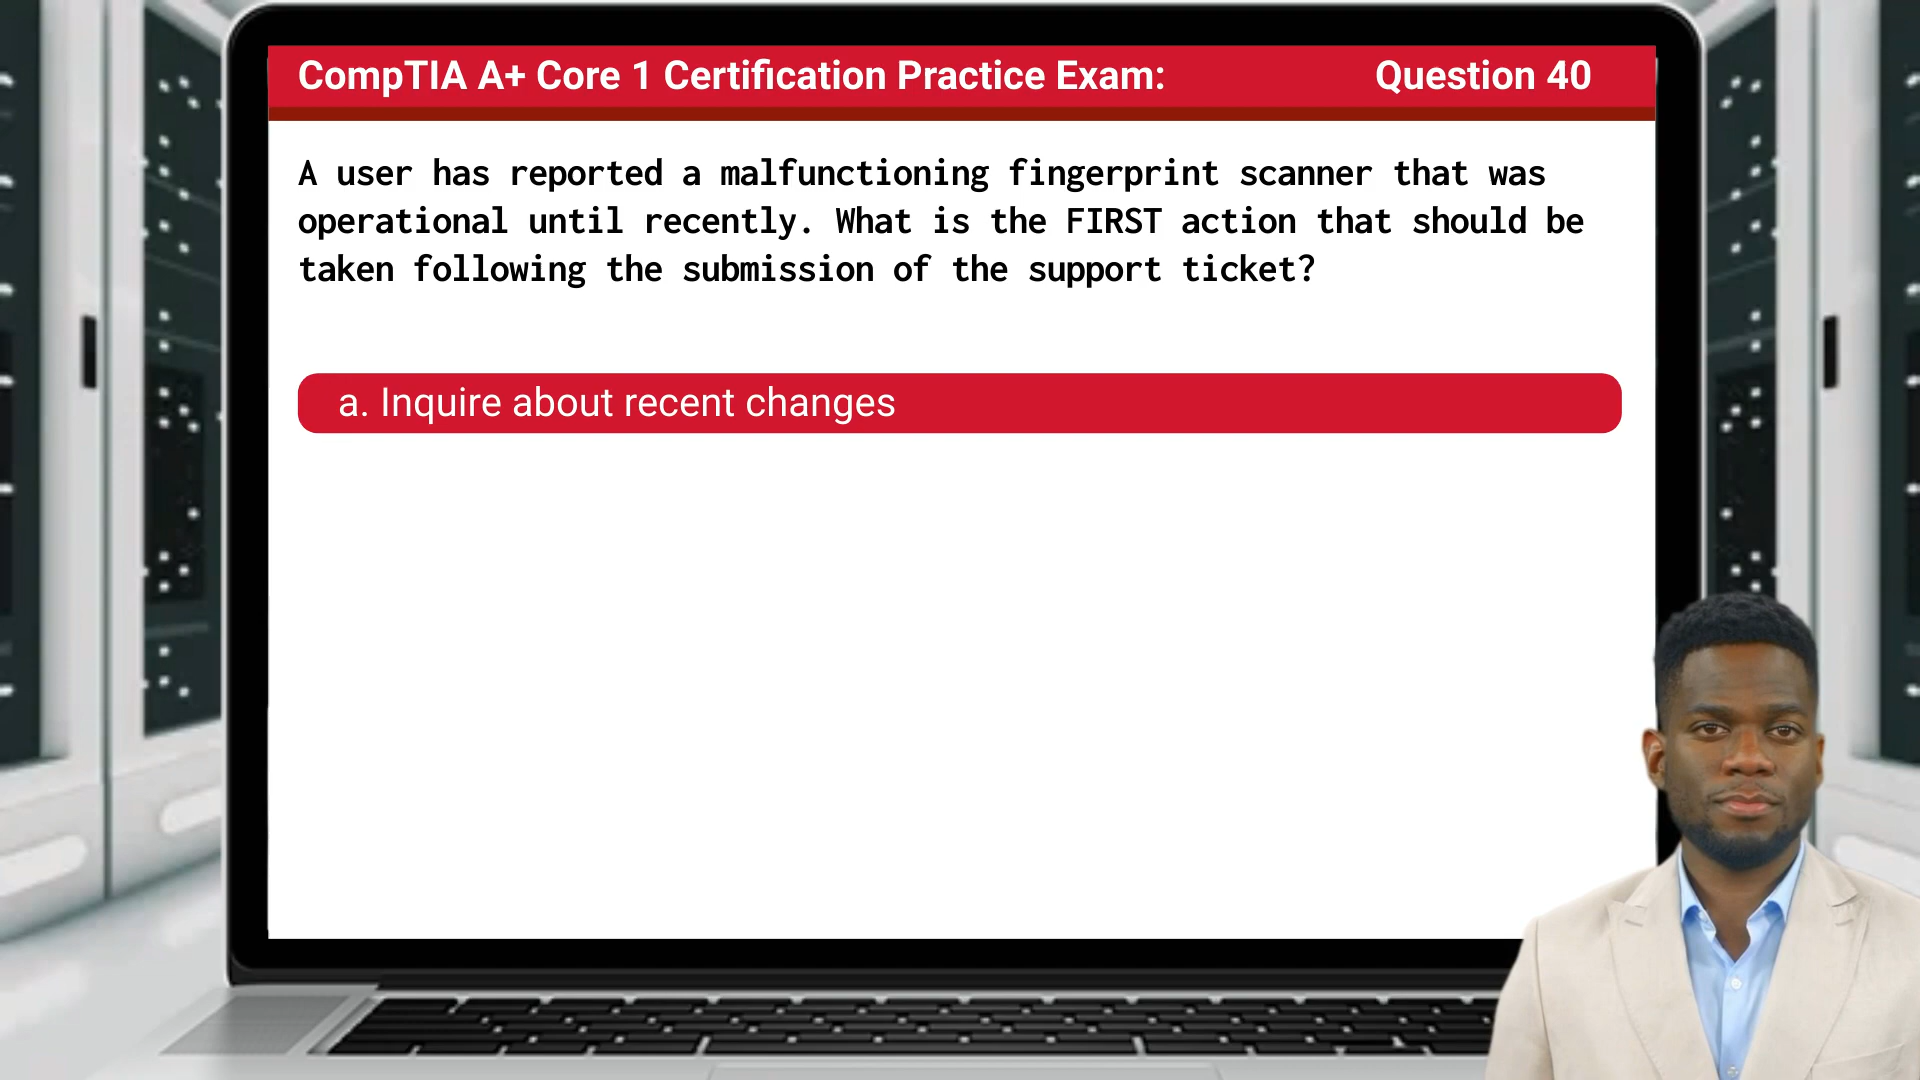 CompTIA A+ Core 1 Certification Practice Exam: Question 40
A user has reported a malfunctioning fingerprint scanner that was
operational until recently. What is the FIRST action that should be
taken following the submission of the support ticket?
a. Inquire about recent changes